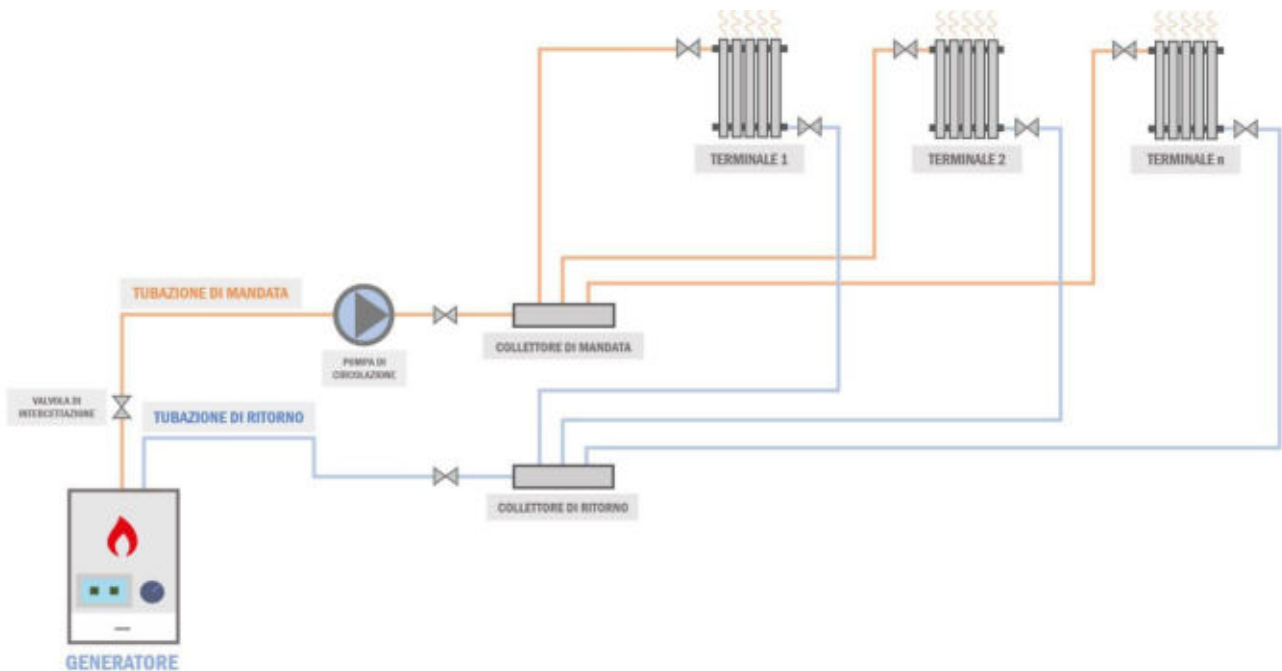 TERMINALE 1
TERMINALE 2
TERMINALE n
TUBAZIONE DI MANDATA
COLLETTORE DI MANDATA
POMPA DI
CIRCOLAZIONE
VALVOLA DI
INTERCETTAZIONE
TUBAZIONE DI RITORNO
COLLETTORE DI RITORNO
GENERATORE